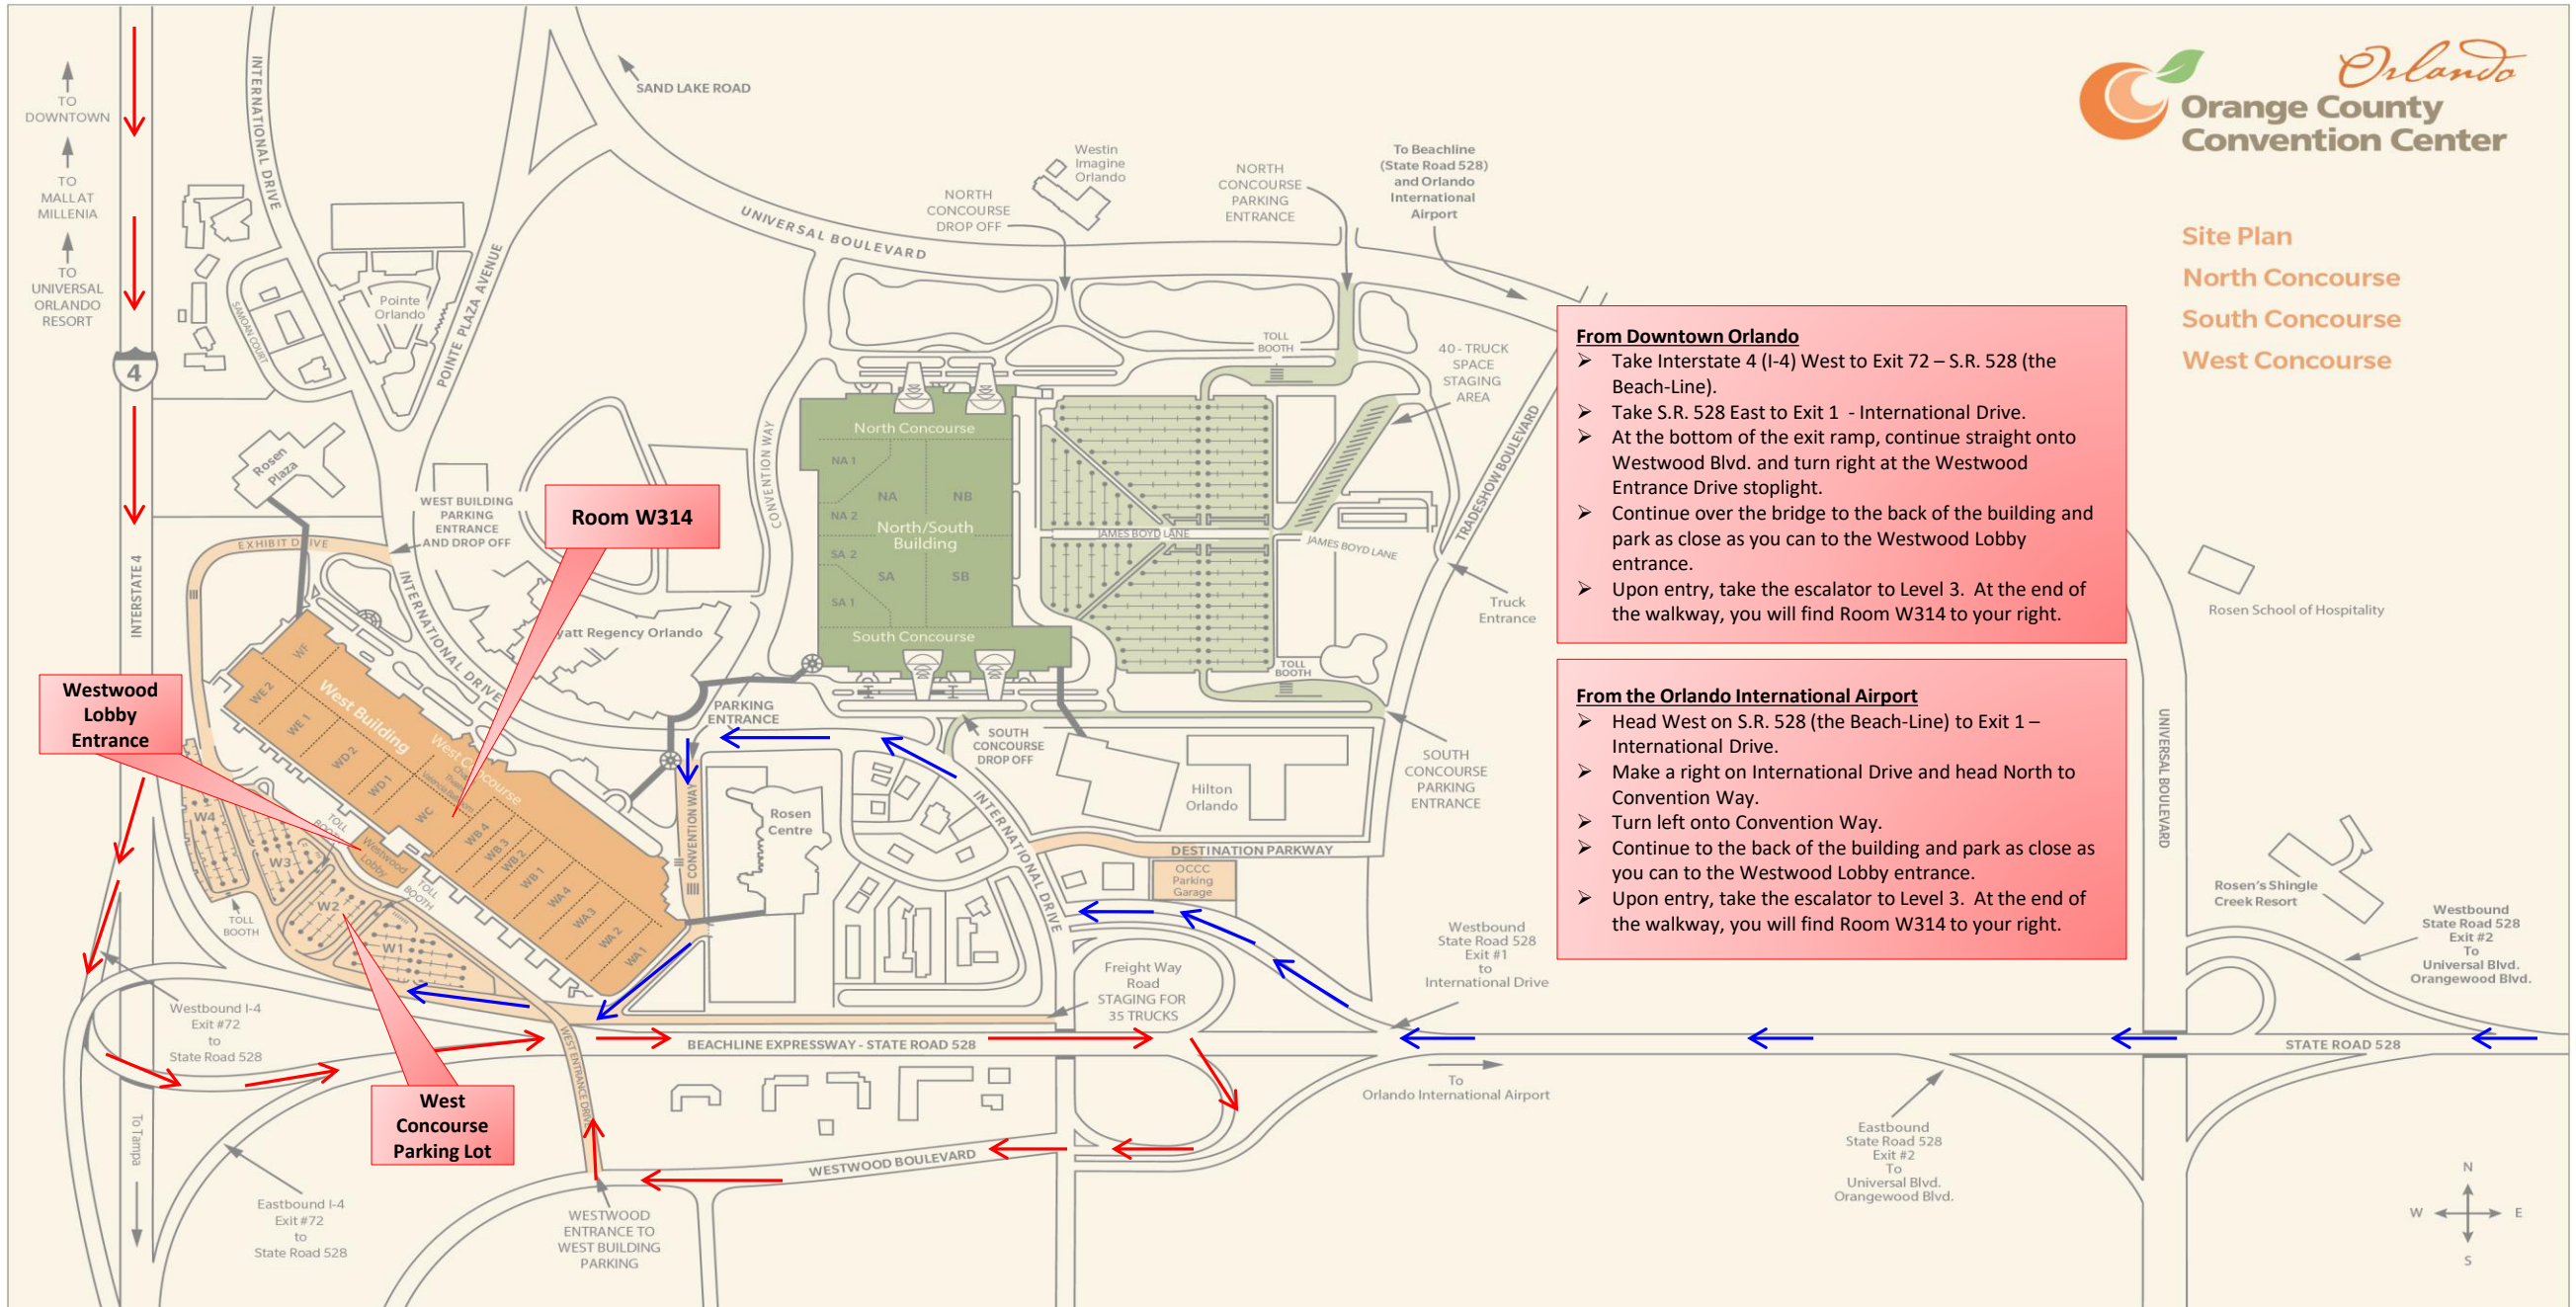 Orlando
Orange County
Convention Center
Site Plan
North Concourse
South Concourse
West Concourse
TO
DOWNTOWN
TO
MALL AT
MILLENIA
TO
UNIVERSAL
ORLANDO
RESORT
4
INTERSTATE 4
INTERNATIONAL DRIVE
SAMOAN COURT
Pointe
Orlando
POINTE PLAZA AVENUE
SAND LAKE ROAD
UNIVERSAL BOULEVARD
NORTH
CONCOURSE
DROP OFF
Westin
Imagine
Orlando
NORTH
CONCOURSE
PARKING
ENTRANCE
To Beachline
(State Road 528)
and Orlando
International
Airport
TOLL
BOOTH
40 - TRUCK
SPACE
STAGING
AREA
TRADESHOW BOULEVARD
JAMES BOYD LANE
JAMES BOYD LANE
Truck
Entrance
CONVENTION WAY
North Concourse
NA 1
NA
NB
NA 2
North/South
Building
SA 2
SA
SB
SA 1
South Concourse
TOLL
BOOTH
SOUTH
CONCOURSE
PARKING
ENTRANCE
SOUTH
CONCOURSE
DROP OFF
Hilton
Orlando
DESTINATION PARKWAY
OCCC
Parking
Garage
Rosen
Plaza
WEST BUILDING
PARKING
ENTRANCE
AND DROP OFF
EXHIBIT DRIVE
INTERNATIONAL DRIVE
yatt Regency Orlando
Room W314
PARKING
ENTRANCE
CONVENTION WAY
Rosen
Centre
INTERNATIONAL DRIVE
West Building
West Concourse
WF
WE 2
WE 1
WD 2
WD 1
WC
WB 4
WB 3
WB 2
WB 1
WA 4
WA 3
WA 2
WA 1
Westwood
Lobby
Entrance
Westwood
Lobby
TOLL
BOOTH
TOLL
BOOTH
TOLL
BOOTH
W4
W3
W2
W1
West
Concourse
Parking Lot
Westbound I-4
Exit #72
to
State Road 528
To Tampa
Eastbound I-4
Exit #72
to
State Road 528
WEST ENTRANCE DRIVE
WESTWOOD
ENTRANCE TO
WEST BUILDING
PARKING
WESTWOOD BOULEVARD
BEACHLINE EXPRESSWAY - STATE ROAD 528
Freight Way
Road
STAGING FOR
35 TRUCKS
Westbound
State Road 528
Exit #1
to
International Drive
To
Orlando International Airport
Eastbound
State Road 528
Exit #2
To
Universal Blvd.
Orangewood Blvd.
STATE ROAD 528
UNIVERSAL BOULEVARD
Rosen School of Hospitality
Rosen's Shingle
Creek Resort
Westbound
State Road 528
Exit #2
To
Universal Blvd.
Orangewood Blvd.
N
W
E
S
From Downtown Orlando
➢ Take Interstate 4 (I-4) West to Exit 72 – S.R. 528 (the
Beach-Line).
➢ Take S.R. 528 East to Exit 1 - International Drive.
➢ At the bottom of the exit ramp, continue straight onto
Westwood Blvd. and turn right at the Westwood
Entrance Drive stoplight.
➢ Continue over the bridge to the back of the building and
park as close as you can to the Westwood Lobby
entrance.
➢ Upon entry, take the escalator to Level 3. At the end of
the walkway, you will find Room W314 to your right.
From the Orlando International Airport
➢ Head West on S.R. 528 (the Beach-Line) to Exit 1 –
International Drive.
➢ Make a right on International Drive and head North to
Convention Way.
➢ Turn left onto Convention Way.
➢ Continue to the back of the building and park as close as
you can to the Westwood Lobby entrance.
➢ Upon entry, take the escalator to Level 3. At the end of
the walkway, you will find Room W314 to your right.